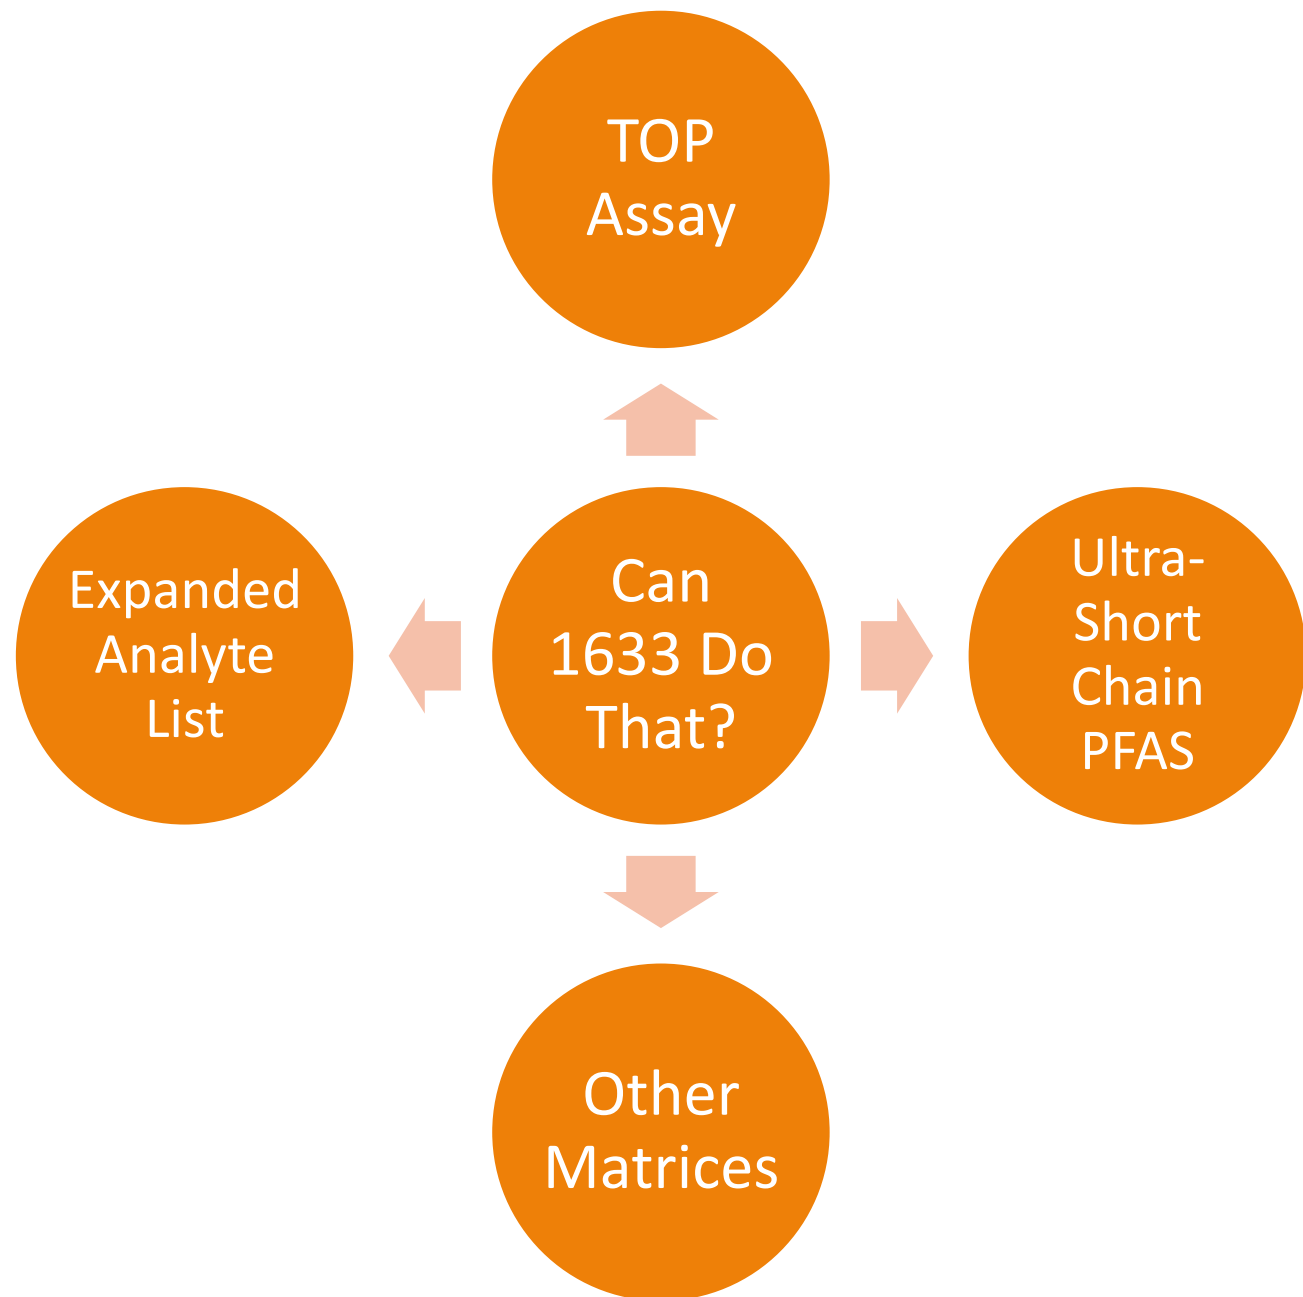 TOP
Assay
Expanded
Analyte
List
Can
1633 Do
That?
Ultra-
Short
Chain
PFAS
Other
Matrices